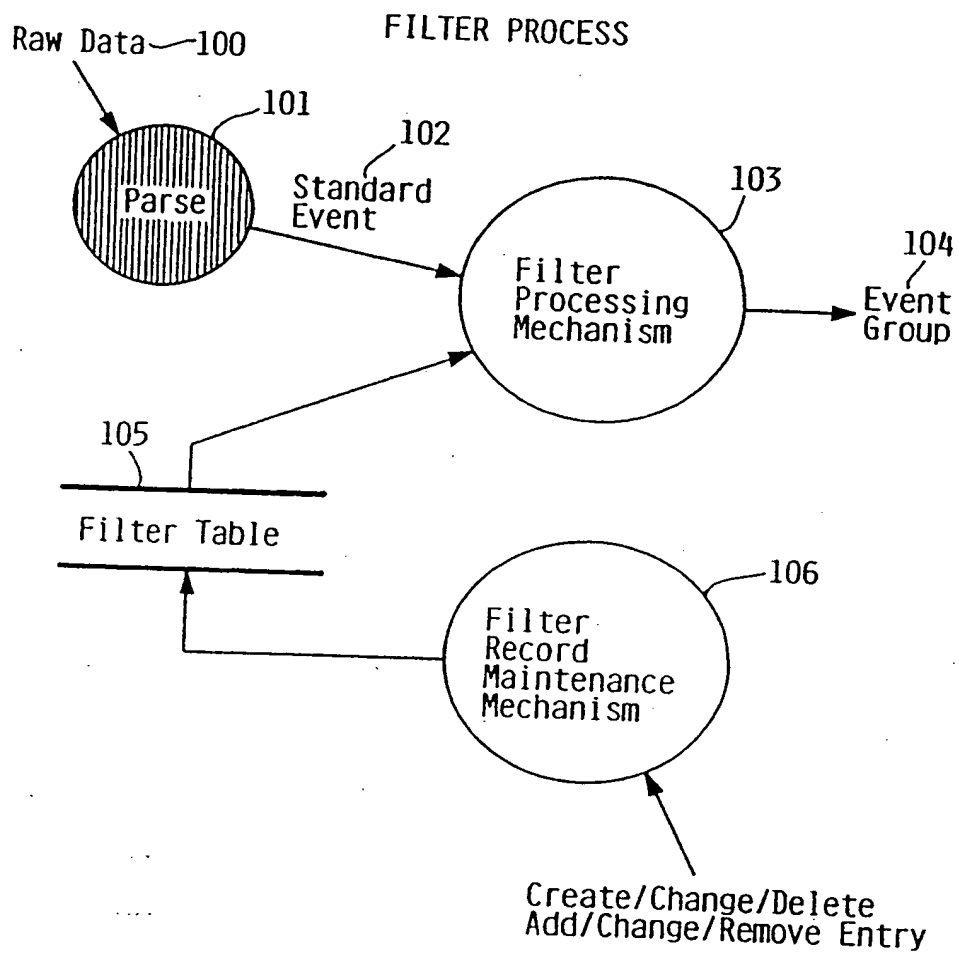 FILTER PROCESS
Raw Data 100
101
Parse
102
Standard
Event
103
Filter
Processing
Mechanism
104
Event
Group
105
Filter Table
106
Filter
Record
Maintenance
Mechanism
Create/Change/Delete
Add/Change/Remove Entry